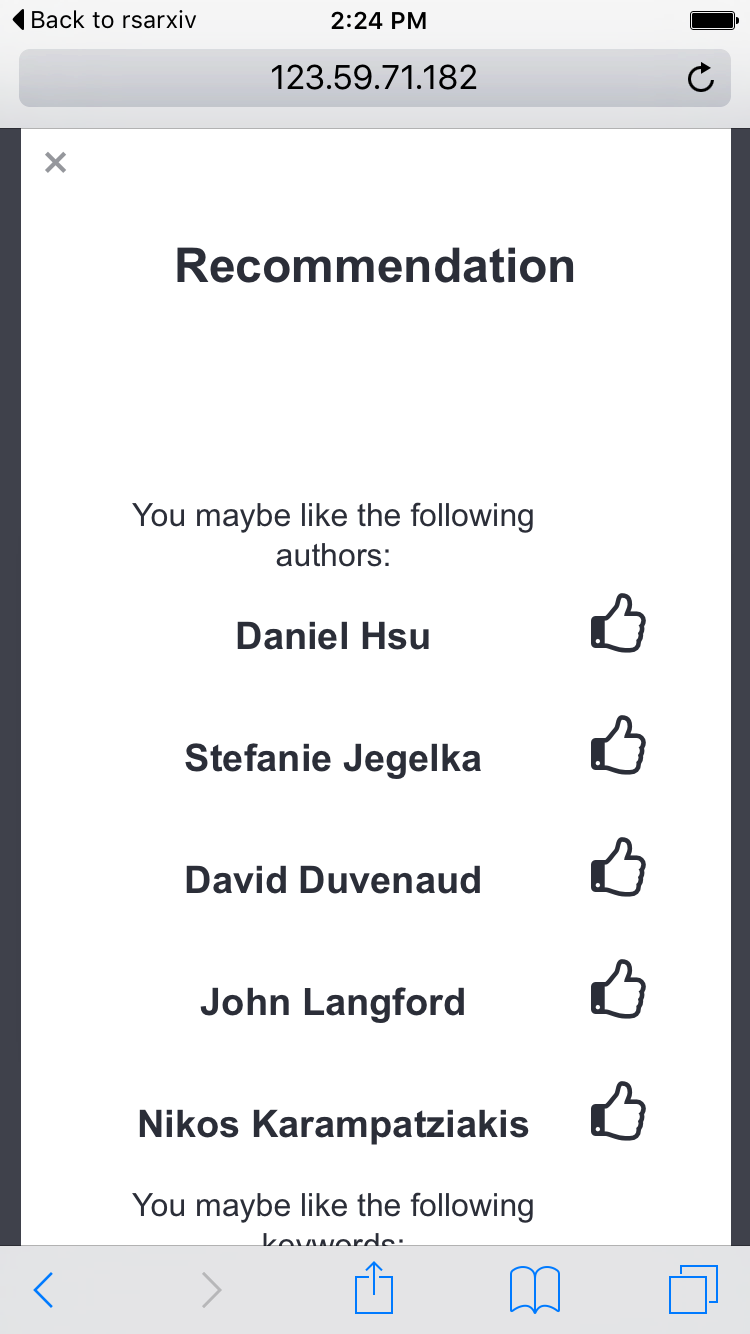 Back to rsarxiv 2:24 PM
123.59.71.182
Recommendation
You maybe like the following
authors:
Daniel Hsu
Stefanie Jegelka
David Duvenaud
John Langford
Nikos Karampatziakis
You maybe like the following
keywords: